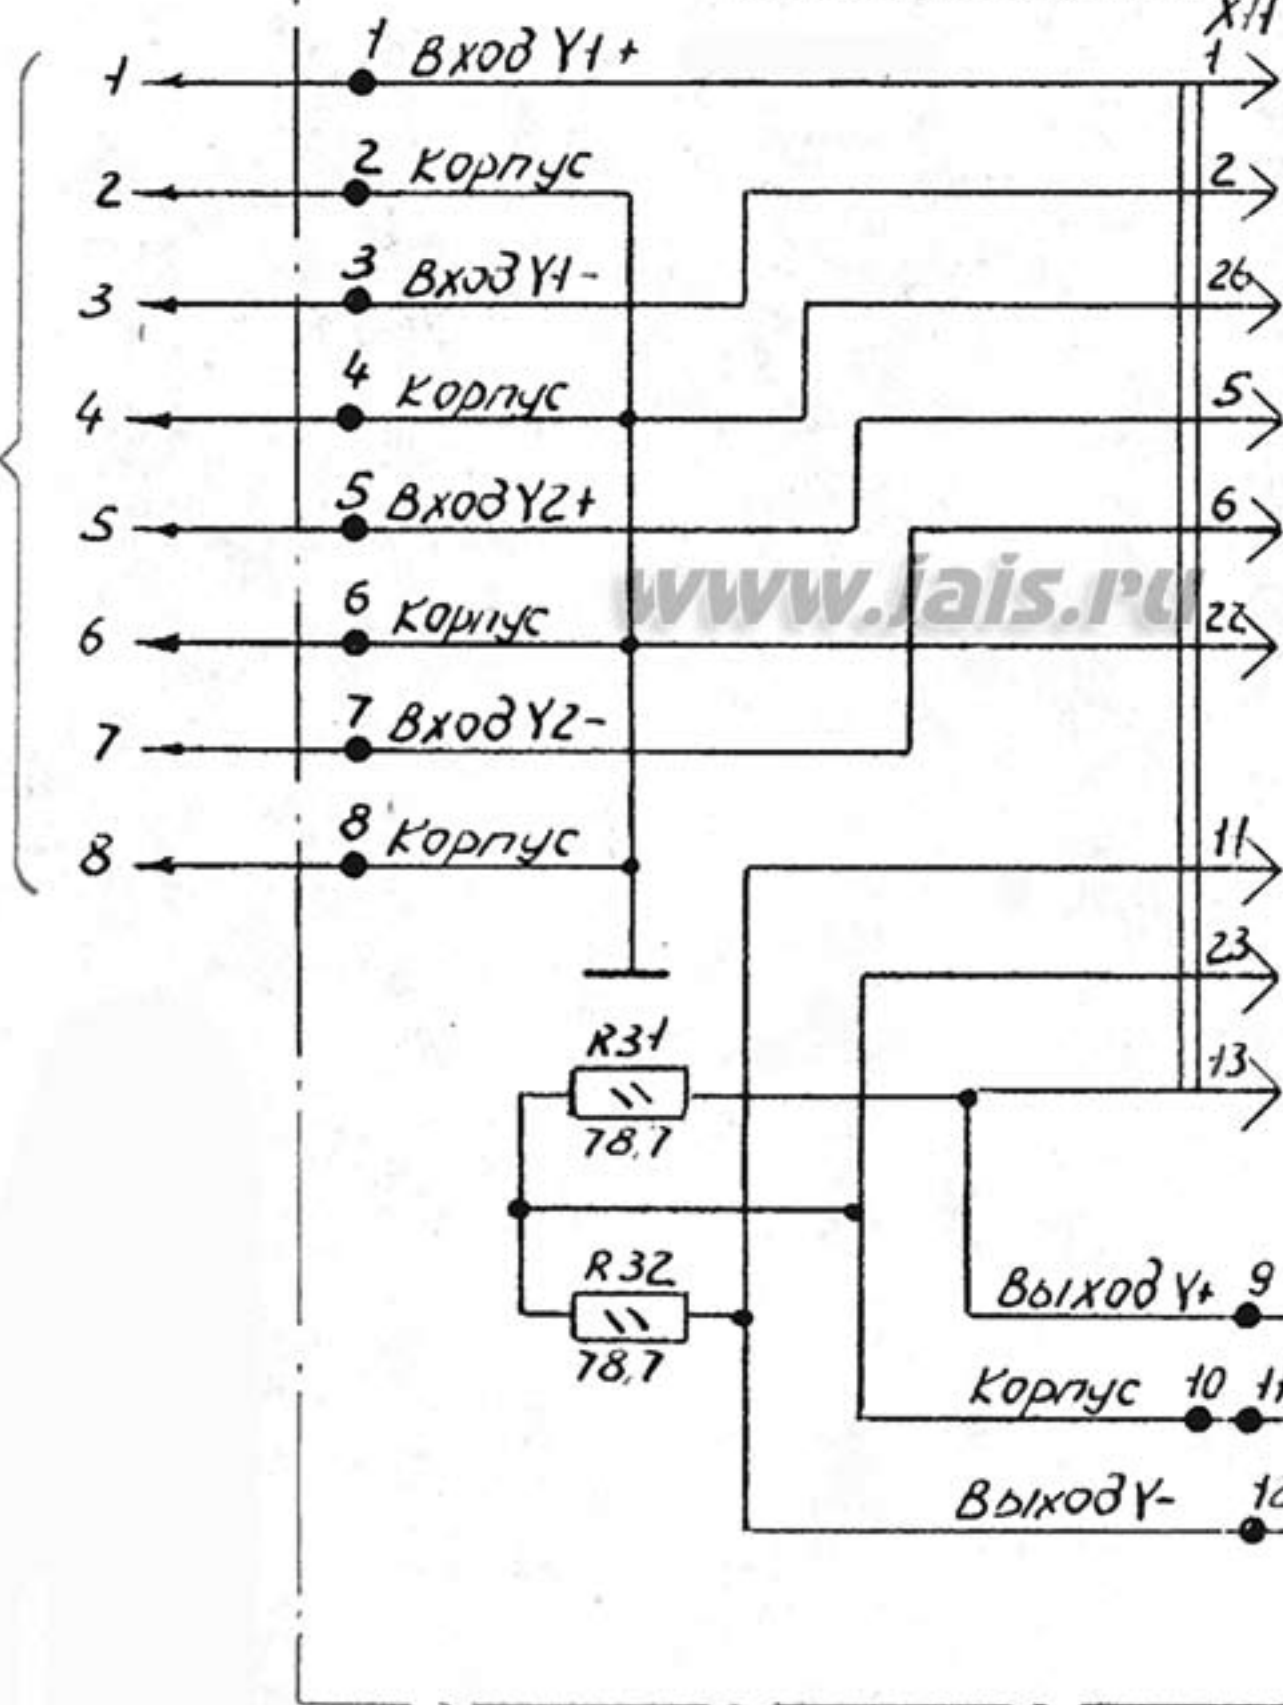 1 1 Вход Y1+ 1
2 2 Корпус 2
3 3 Вход Y1- 26
4 4 Корпус 5
5 5 Вход Y2+ 6
www.jais.ru
6 6 Корпус 22
7 7 Вход Y2-
8 8 Корпус 11
23
R31 13
78,7
R32
78,7
Выход Y+ 9
Корпус 10 11
Выход Y-